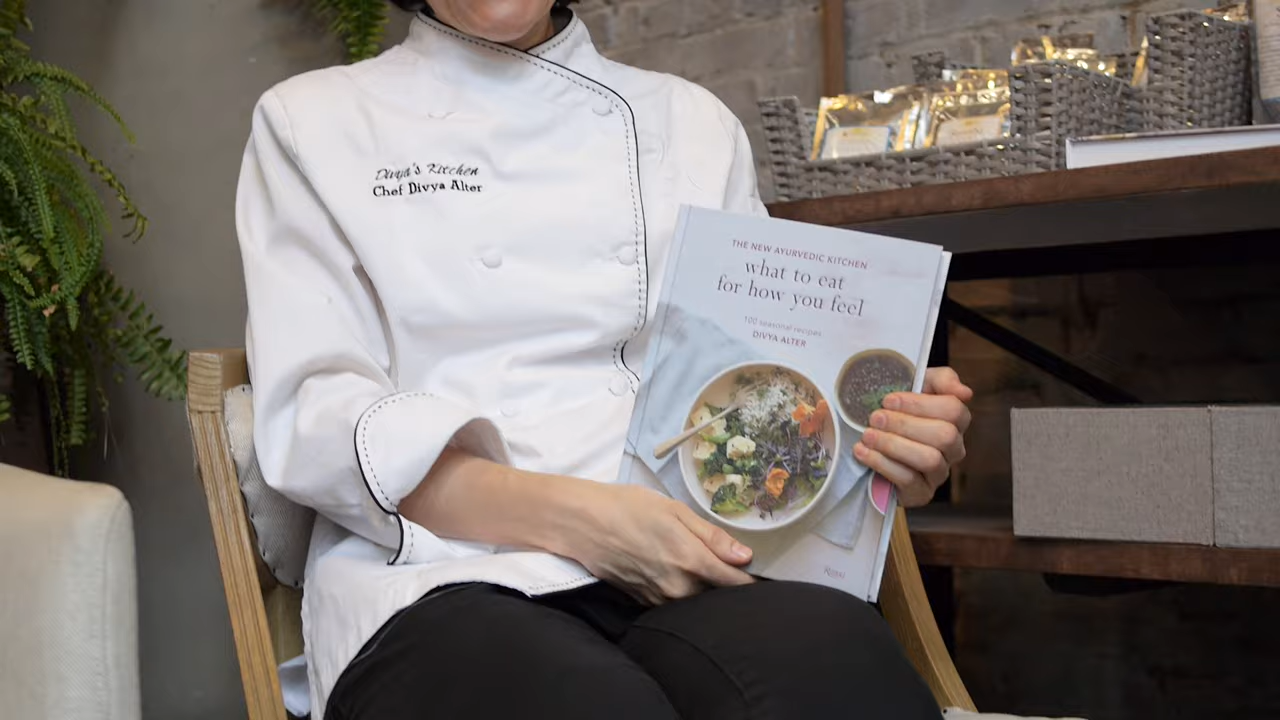 Divya's Kitchen
Chef Divya Alter
THE NEW AYURVEDIC KITCHEN
what to eat
for how you feel
100 seasonal recipes
DIVYA ALTER